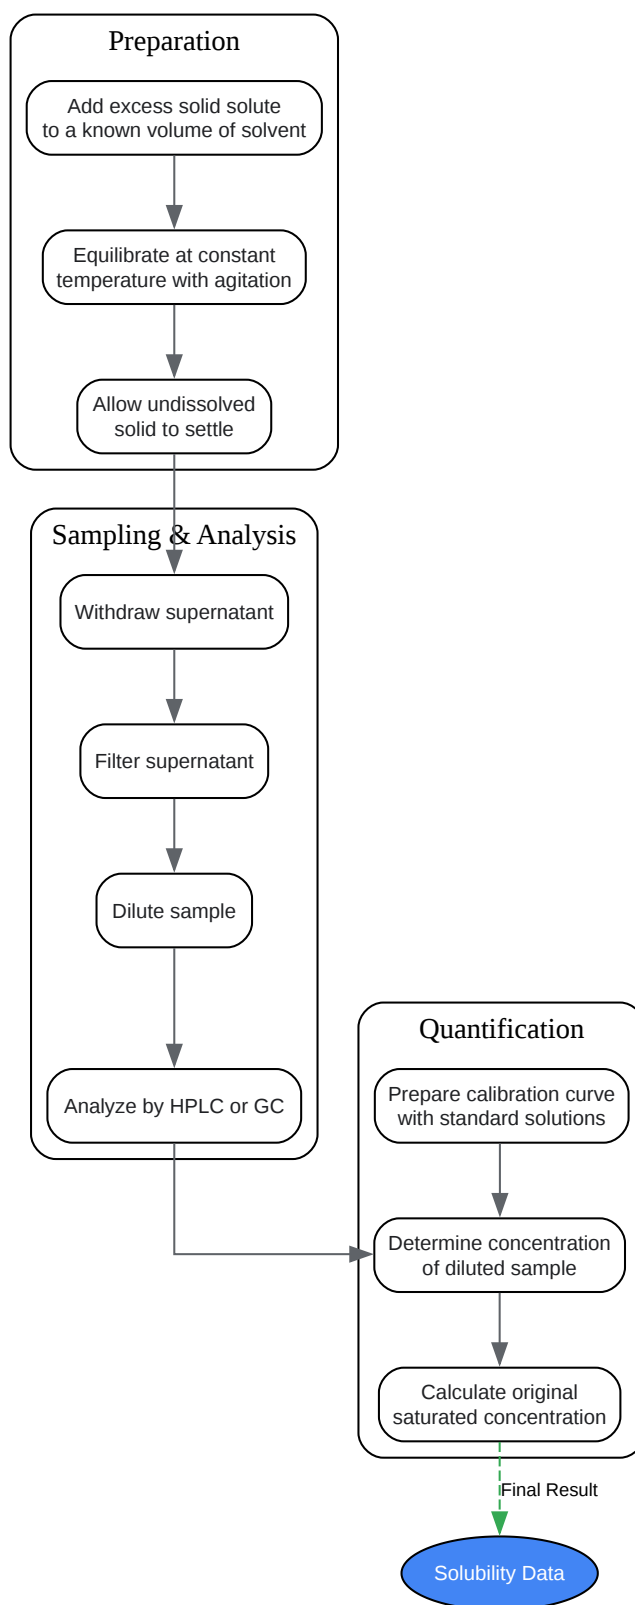 Preparation
Add excess solid solute
to a known volume of solvent
Equilibrate at constant
temperature with agitation
Allow undissolved
solid to settle
Sampling & Analysis
Withdraw supernatant
Filter supernatant
Dilute sample
Analyze by HPLC or GC
Quantification
Prepare calibration curve
with standard solutions
Determine concentration
of diluted sample
Calculate original
saturated concentration
Final Result
Solubility Data